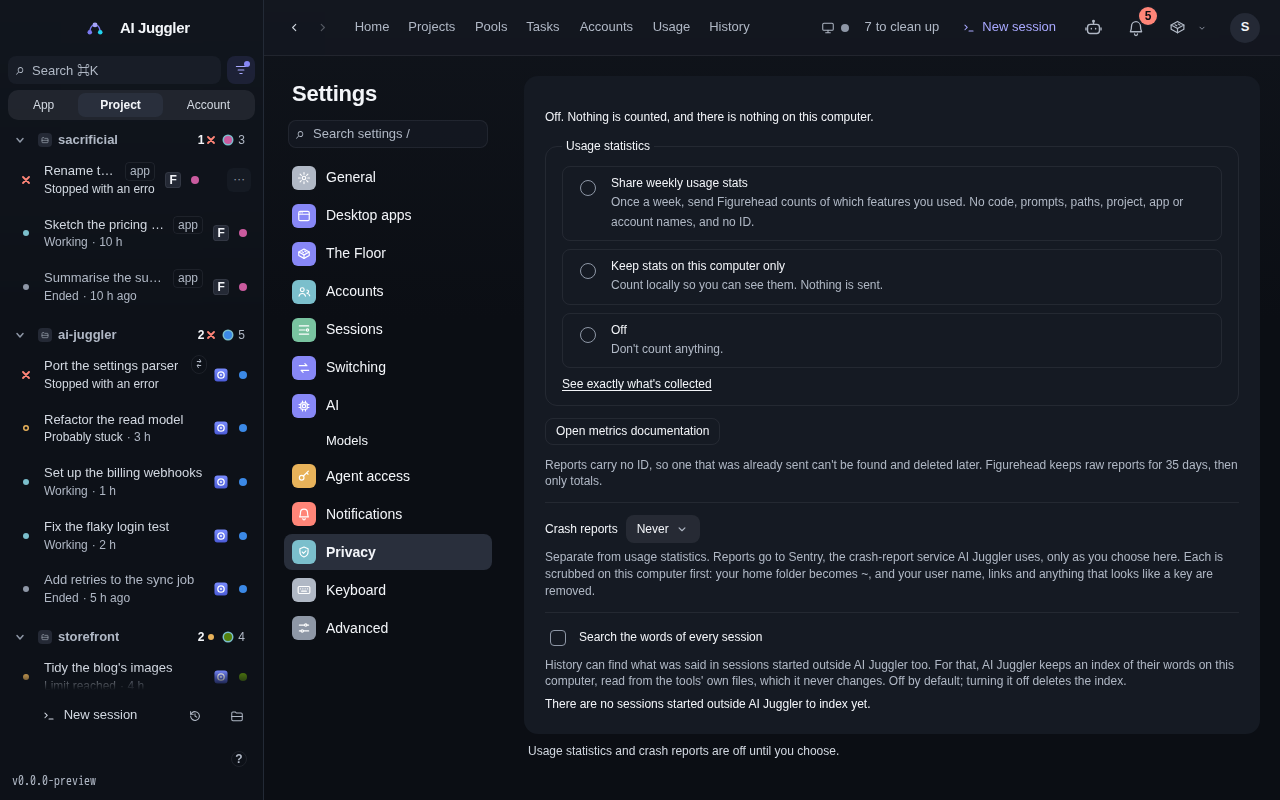 AI Juggler
Home Projects Pools Tasks Accounts Usage History
7 to clean up
New session
5
S
Search ⌘K
App Project Account
sacrificial 1 3
Rename t… app F
Stopped with an erro
Sketch the pricing … app F
Working · 10 h
Summarise the su… app F
Ended · 10 h ago
ai-juggler 2 5
Port the settings parser
Stopped with an error
Refactor the read model
Probably stuck · 3 h
Set up the billing webhooks
Working · 1 h
Fix the flaky login test
Working · 2 h
Add retries to the sync job
Ended · 5 h ago
storefront 2 4
Tidy the blog's images
Limit reached · 4 h
New session
?
v0.0.0-preview
Settings
Search settings /
General
Desktop apps
The Floor
Accounts
Sessions
Switching
AI
Models
Agent access
Notifications
Privacy
Keyboard
Advanced
Off. Nothing is counted, and there is nothing on this computer.
Usage statistics
Share weekly usage stats
Once a week, send Figurehead counts of which features you used. No code, prompts, paths, project, app or
account names, and no ID.
Keep stats on this computer only
Count locally so you can see them. Nothing is sent.
Off
Don't count anything.
See exactly what's collected
Open metrics documentation
Reports carry no ID, so one that was already sent can't be found and deleted later. Figurehead keeps raw reports for 35 days, then
only totals.
Crash reports Never
Separate from usage statistics. Reports go to Sentry, the crash-report service AI Juggler uses, only as you choose here. Each is
scrubbed on this computer first: your home folder becomes ~, and your user name, links and anything that looks like a key are
removed.
Search the words of every session
History can find what was said in sessions started outside AI Juggler too. For that, AI Juggler keeps an index of their words on this
computer, read from the tools' own files, which it never changes. Off by default; turning it off deletes the index.
There are no sessions started outside AI Juggler to index yet.
Usage statistics and crash reports are off until you choose.